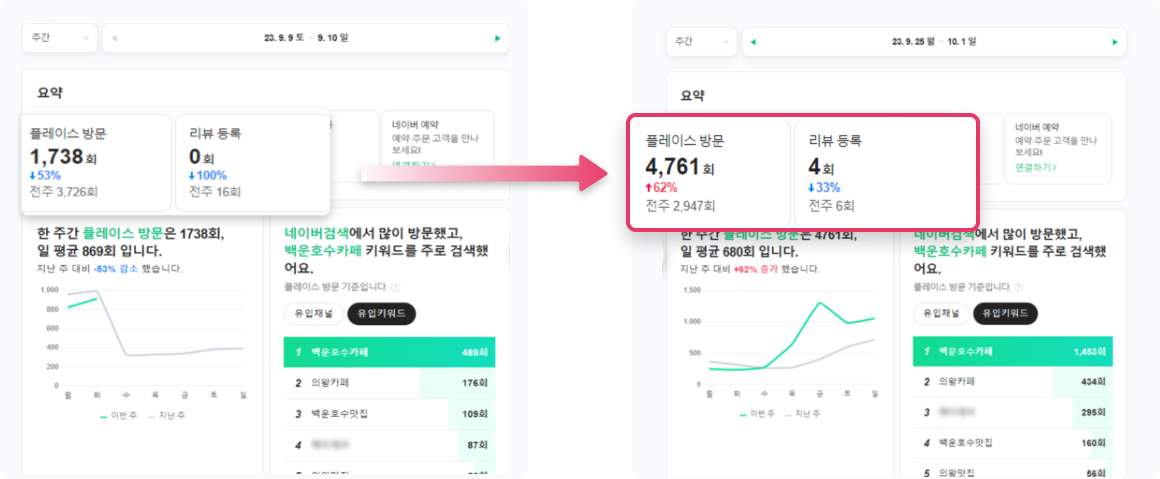 주간
23. 9. 9 토 - 9. 10 일
요약
플레이스 방문
1,738 회
53%
전주 3,726회
리뷰 등록
0 회
100%
전주 16회
네이버 예약
예약·주문 고객을 만나
보세요!
연결하기>
한 주간 플레이스 방문은 1738회,
일 평균 869회 입니다.
지난 주 대비 -53% 감소 했습니다.
1,000
800
600
400
200
0
월 화 수 목 금 토 일
이번 주 지난 주
네이버검색에서 많이 방문했고,
백운호수카페 키워드를 주로 검색했
어요.
플레이스 방문 기준입니다.
유입채널 유입키워드
1 백운호수카페 489회
2 의왕카페 176회
3 백운호수맛집 109회
4 87회
5 의왕맛집
주간
23. 9. 25 월 - 10. 1 일
요약
플레이스 방문
4,761 회
62%
전주 2,947회
리뷰 등록
4 회
33%
전주 6회
네이버 예약
예약·주문 고객을 만나
보세요!
연결하기>
한 주간 플레이스 방문은 4761회,
일 평균 680회 입니다.
지난 주 대비 +62% 증가 했습니다.
1,500
1,000
500
0
월 화 수 목 금 토 일
이번 주 지난 주
네이버검색에서 많이 방문했고,
백운호수카페 키워드를 주로 검색했
어요.
플레이스 방문 기준입니다.
유입채널 유입키워드
1 백운호수카페 1,453회
2 의왕카페 434회
3 295회
4 백운호수맛집 160회
5 의왕맛집 56회